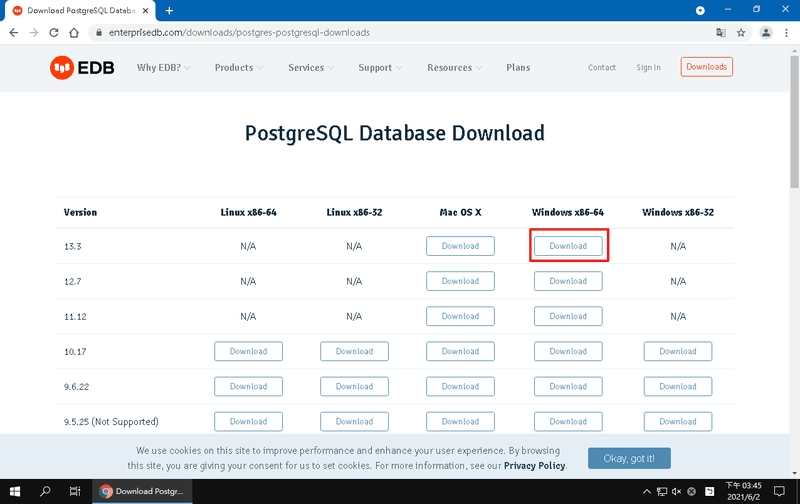 Download PostgreSQL Databas
enterprisedb.com/downloads/postgres-postgresql-downloads
EDB Why EDB? Products Services Support Resources Plans Contact Sign In Downloads
PostgreSQL Database Download
Version Linux x86-64 Linux x86-32 Mac OS X Windows x86-64 Windows x86-32
13.3 N/A N/A Download Download N/A
12.7 N/A N/A Download Download N/A
11.12 N/A N/A Download Download N/A
10.17 Download Download Download Download Download
9.6.22 Download Download Download Download Download
9.5.25 (Not Supported) Download Download Download Download Download
We use cookies on this site to improve performance and enhance your user experience. By browsing
this site, you are giving your consent for us to set cookies. For more information, see our Privacy Policy.
Okay, got it!
Download Postgr...
下午 03:45
2021/6/2